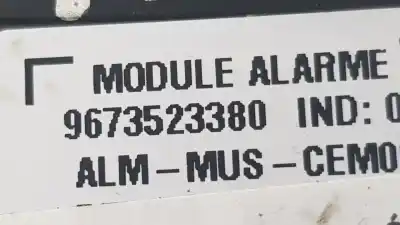 MODULE ALARME
9673523380 IND: 0
ALM-MUS-CEM0